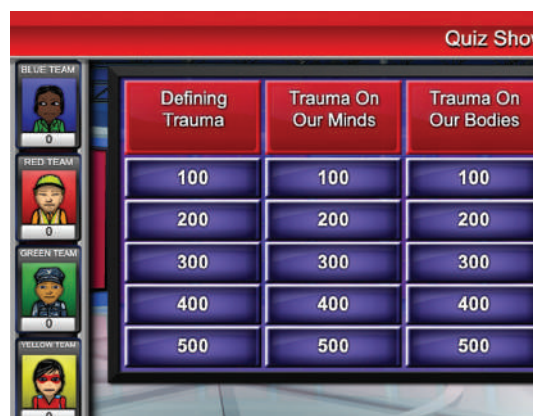 Quiz Sho
BLUE TEAM
0
RED TEAM
0
GREEN TEAM
0
YELLOW TEAM
0
Defining
Trauma
Trauma On
Our Minds
Trauma On
Our Bodies
100
100
100
200
200
200
300
300
300
400
400
400
500
500
500